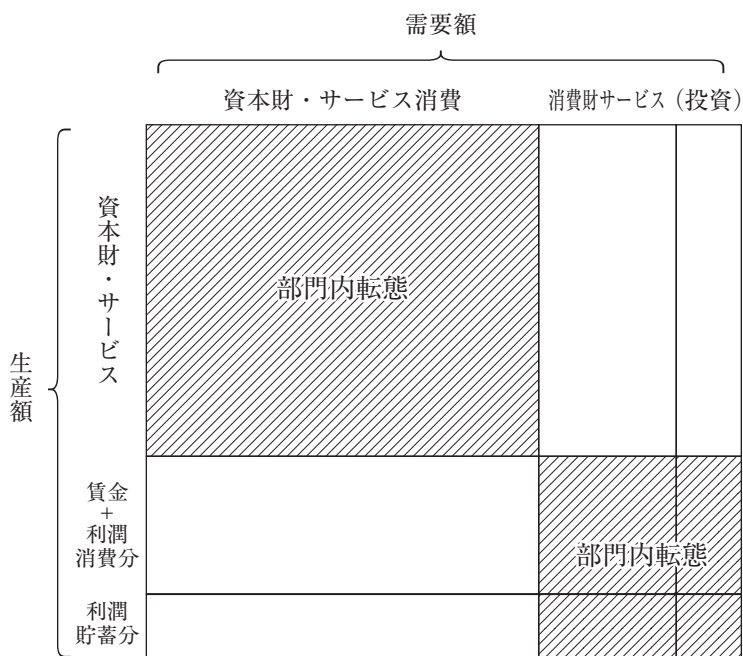 需要額
資本財・サービス消費
消費財サービス
(投資)
生産額
資本財・サービス
部門内転態
賃金
+
利潤
消費分
部門内転態
利潤
貯蓄分